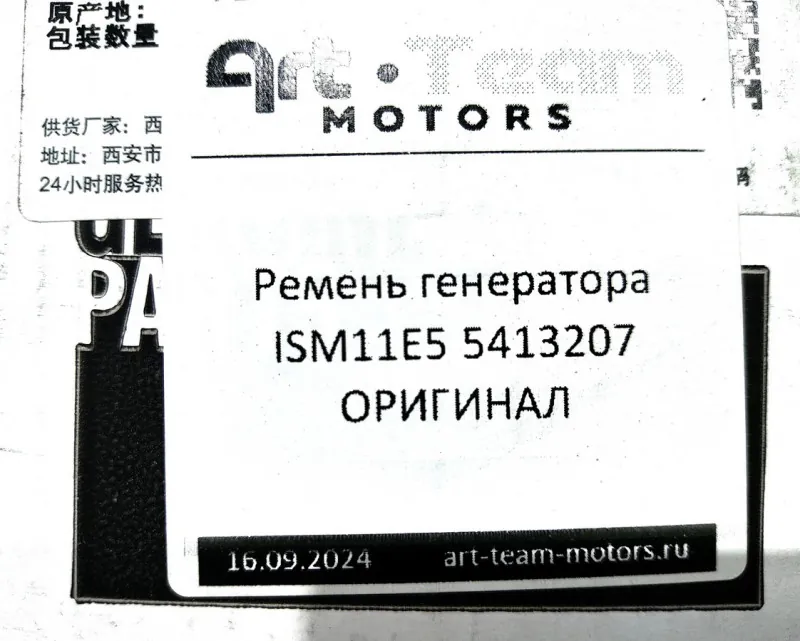 原产地：
包装数量
供货厂家：西
地址：西安市
24小时服务热
Art·Team
MOTORS
Ремень генератора
ISM11E5 5413207
ОРИГИНАЛ
16.09.2024 art-team-motors.ru
PA